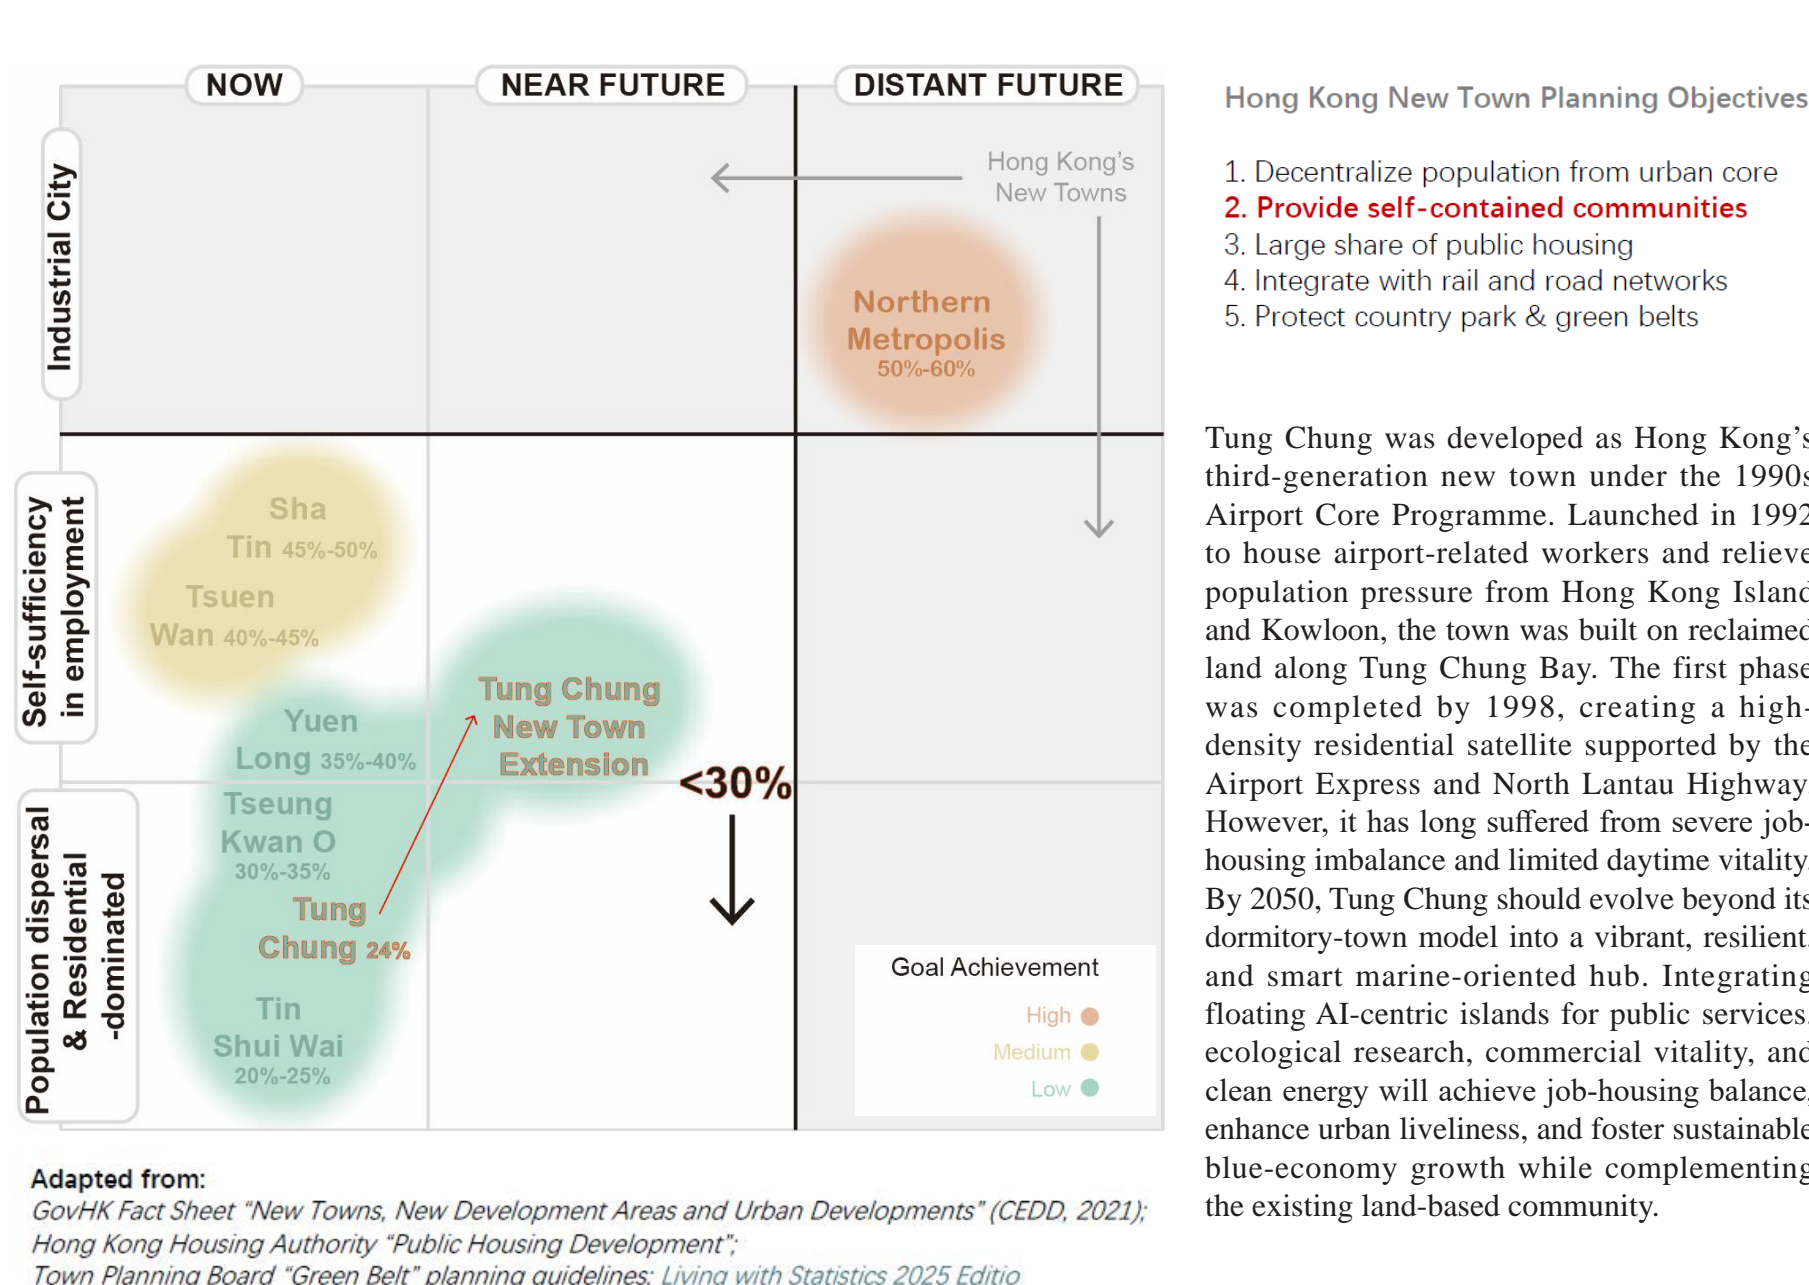 NOW
NEAR FUTURE
DISTANT FUTURE
Industrial City
Self-sufficiency
in employment
Population dispersal
& Residential
-dominated
Hong Kong's
New Towns
Northern
Metropolis
50%-60%
Sha
Tin 45%-50%
Tsuen
Wan 40%-45%
Yuen
Long 35%-40%
Tung Chung
New Town
Extension
<30%
Tseung
Kwan O
30%-35%
Tung
Chung 24%
Tin
Shui Wai
20%-25%
Goal Achievement
High
Medium
Low
Adapted from:
GovHK Fact Sheet “New Towns, New Development Areas and Urban Developments” (CEDD, 2021);
Hong Kong Housing Authority “Public Housing Development”;
Town Planning Board “Green Belt” planning guidelines; Living with Statistics 2025 Editio
Hong Kong New Town Planning Objectives
1. Decentralize population from urban core
2. Provide self-contained communities
3. Large share of public housing
4. Integrate with rail and road networks
5. Protect country park & green belts
Tung Chung was developed as Hong Kong’s
third-generation new town under the 1990s
Airport Core Programme. Launched in 1992
to house airport-related workers and relieve
population pressure from Hong Kong Island
and Kowloon, the town was built on reclaimed
land along Tung Chung Bay. The first phase
was completed by 1998, creating a high-
density residential satellite supported by the
Airport Express and North Lantau Highway.
However, it has long suffered from severe job-
housing imbalance and limited daytime vitality.
By 2050, Tung Chung should evolve beyond its
dormitory-town model into a vibrant, resilient,
and smart marine-oriented hub. Integrating
floating AI-centric islands for public services,
ecological research, commercial vitality, and
clean energy will achieve job-housing balance,
enhance urban liveliness, and foster sustainable
blue-economy growth while complementing
the existing land-based community.